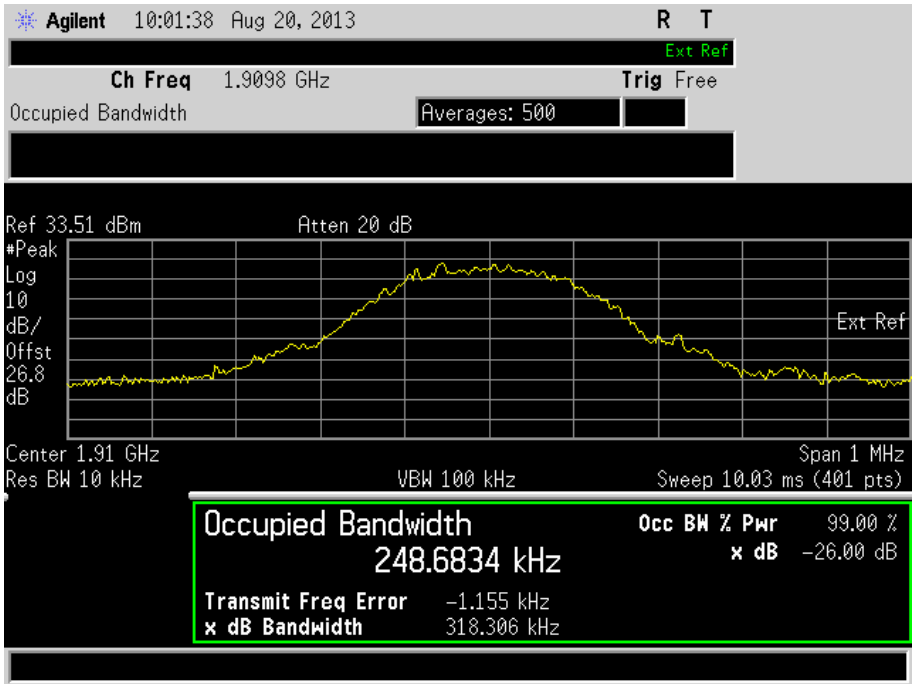 Agilent 10:01:38 Aug 20, 2013 R T
Ext Ref
Ch Freq 1.9098 GHz Trig Free
Occupied Bandwidth Averages: 500
Ref 33.51 dBm Atten 20 dB
#Peak
Log
10
dB/
Offst
26.8
dB
Ext Ref
Center 1.91 GHz Span 1 MHz
Res BW 10 kHz VBW 100 kHz Sweep 10.03 ms (401 pts)
Occupied Bandwidth Occ BW % Pwr 99.00 %
248.6834 kHz x dB -26.00 dB
Transmit Freq Error -1.155 kHz
x dB Bandwidth 318.306 kHz